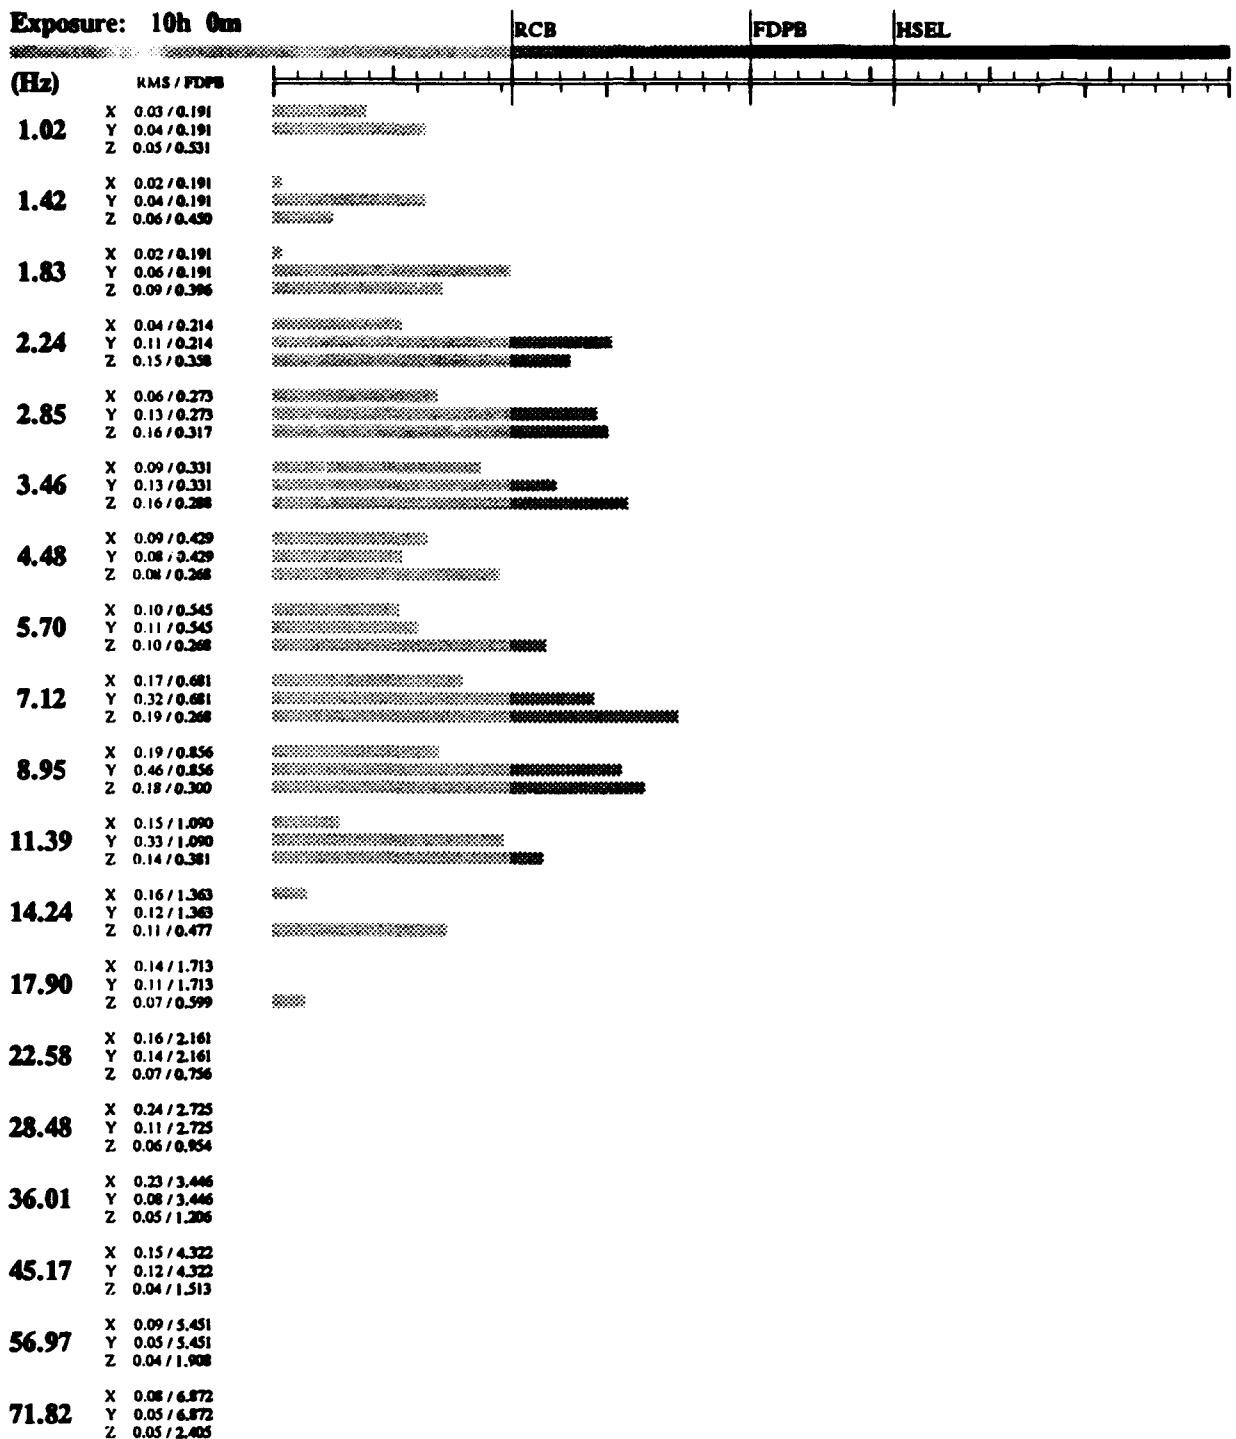 Exposure: 10h 0m RCB FDPB HSEL
(Hz) RMS / FDPB
1.02
X 0.03 / 0.191
Y 0.04 / 0.191
Z 0.05 / 0.531
1.42
X 0.02 / 0.191
Y 0.04 / 0.191
Z 0.06 / 0.450
1.83
X 0.02 / 0.191
Y 0.06 / 0.191
Z 0.09 / 0.396
2.24
X 0.04 / 0.214
Y 0.11 / 0.214
Z 0.15 / 0.358
2.85
X 0.06 / 0.273
Y 0.13 / 0.273
Z 0.16 / 0.317
3.46
X 0.09 / 0.331
Y 0.13 / 0.331
Z 0.16 / 0.288
4.48
X 0.09 / 0.429
Y 0.08 / 0.429
Z 0.08 / 0.268
5.70
X 0.10 / 0.545
Y 0.11 / 0.545
Z 0.10 / 0.268
7.12
X 0.17 / 0.681
Y 0.32 / 0.681
Z 0.19 / 0.268
8.95
X 0.19 / 0.856
Y 0.46 / 0.856
Z 0.18 / 0.300
11.39
X 0.15 / 1.090
Y 0.33 / 1.090
Z 0.14 / 0.381
14.24
X 0.16 / 1.363
Y 0.12 / 1.363
Z 0.11 / 0.477
17.90
X 0.14 / 1.713
Y 0.11 / 1.713
Z 0.07 / 0.599
22.58
X 0.16 / 2.161
Y 0.14 / 2.161
Z 0.07 / 0.756
28.48
X 0.24 / 2.725
Y 0.11 / 2.725
Z 0.06 / 0.954
36.01
X 0.23 / 3.446
Y 0.08 / 3.446
Z 0.05 / 1.206
45.17
X 0.15 / 4.322
Y 0.12 / 4.322
Z 0.04 / 1.513
56.97
X 0.09 / 5.451
Y 0.05 / 5.451
Z 0.04 / 1.908
71.82
X 0.08 / 6.872
Y 0.05 / 6.872
Z 0.05 / 2.405